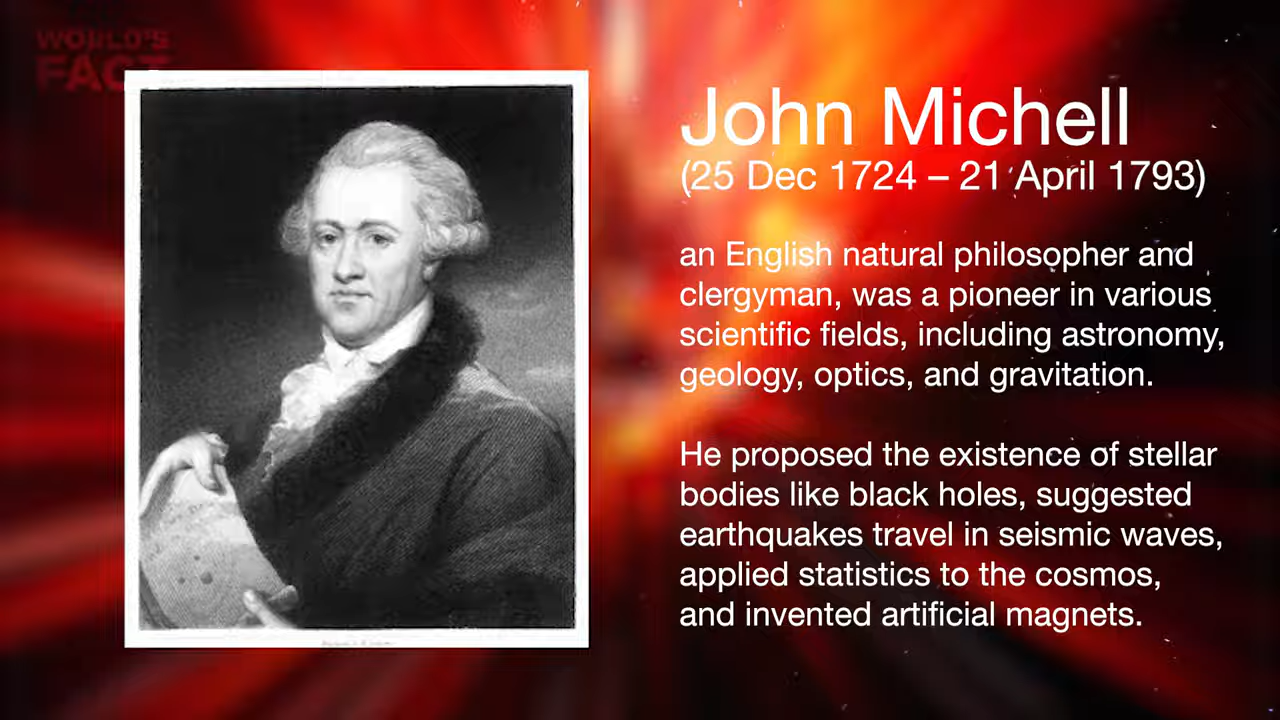 WORLD'S
FACT
John Michell
(25 Dec 1724 – 21 April 1793)
an English natural philosopher and
clergyman, was a pioneer in various
scientific fields, including astronomy,
geology, optics, and gravitation.
He proposed the existence of stellar
bodies like black holes, suggested
earthquakes travel in seismic waves,
applied statistics to the cosmos,
and invented artificial magnets.